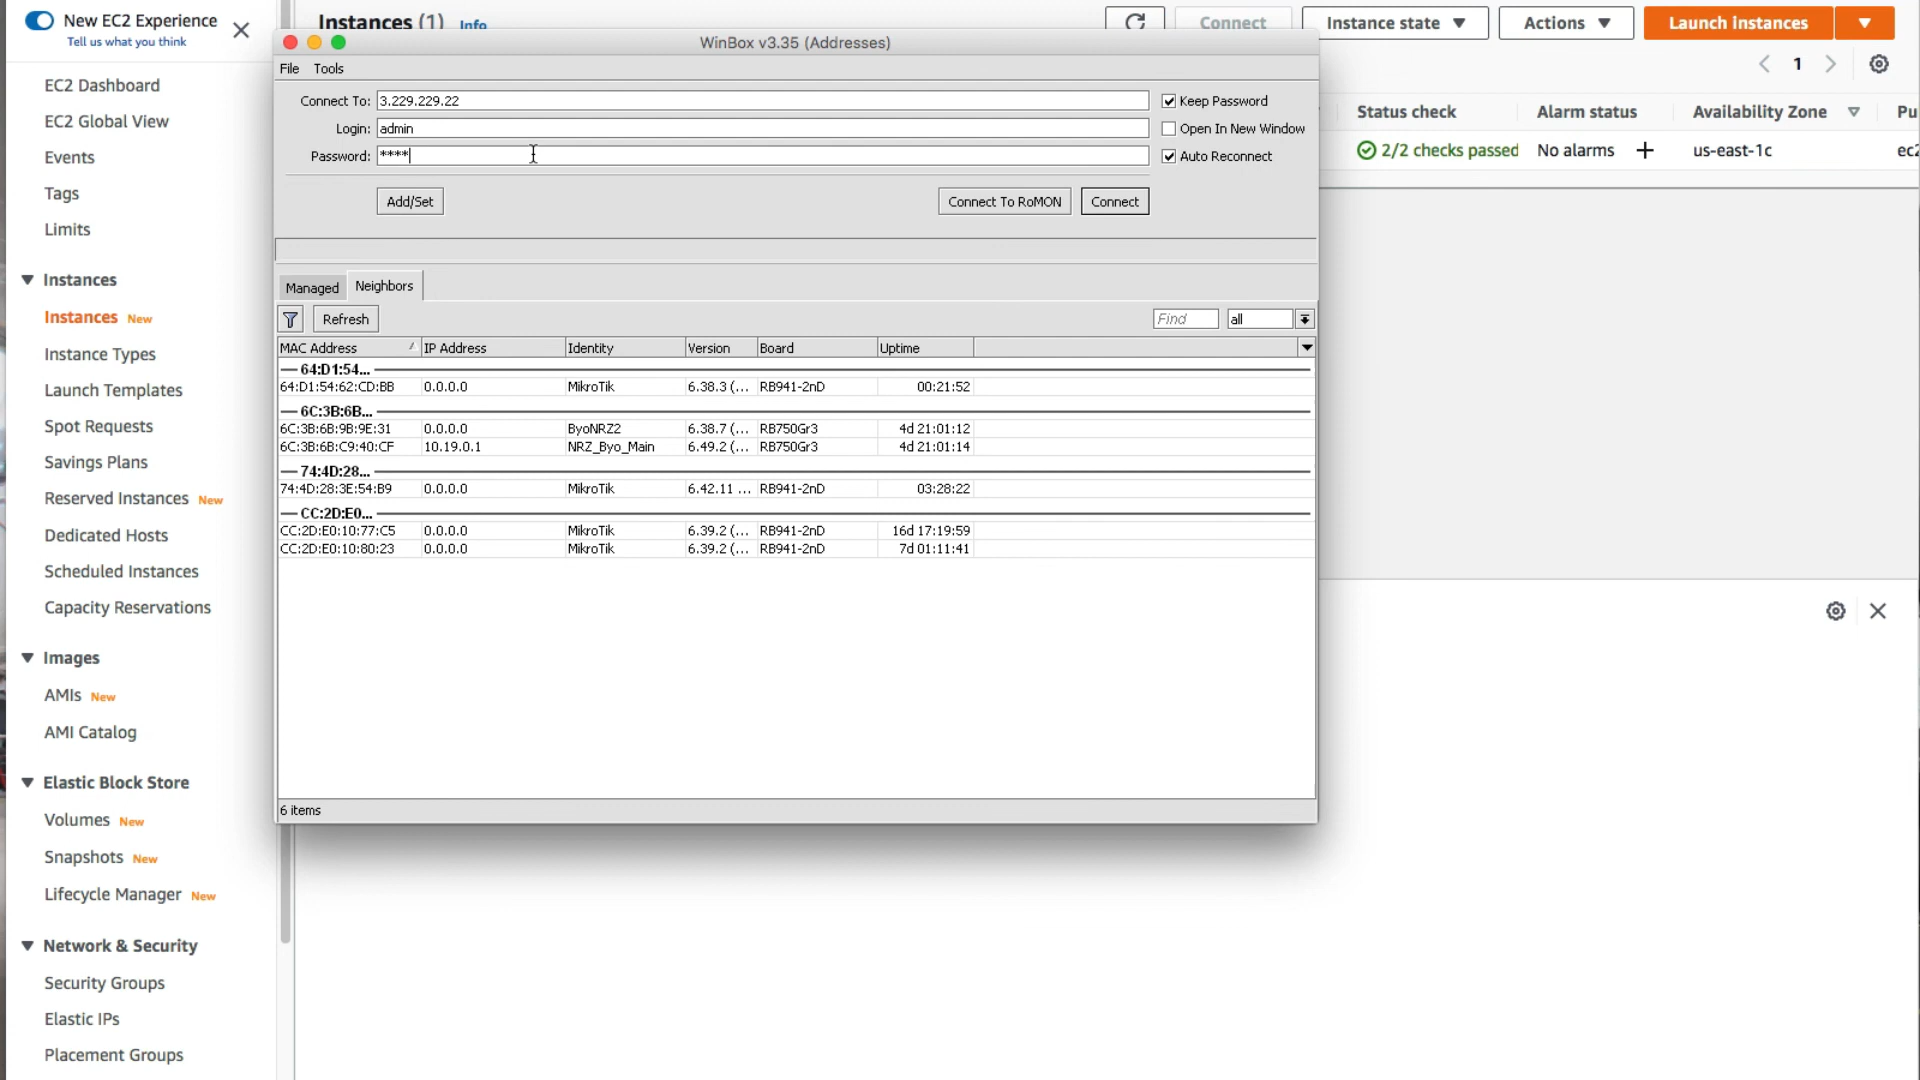 New EC2 Experience
Tell us what you think
EC2 Dashboard
EC2 Global View
Events
Tags
Limits
Instances
Instances New
Instance Types
Launch Templates
Spot Requests
Savings Plans
Reserved Instances New
Dedicated Hosts
Scheduled Instances
Capacity Reservations
Images
AMIs New
AMI Catalog
Elastic Block Store
Volumes New
Snapshots New
Lifecycle Manager New
Network & Security
Security Groups
Elastic IPs
Placement Groups
Instances (1) Info
Connect
Instance state
Actions
Launch instances
1
Status check Alarm status Availability Zone Pu
2/2 checks passed No alarms + us-east-1c ec2
WinBox v3.35 (Addresses)
File Tools
Connect To: 3.229.229.22
Keep Password
Login: admin
Open In New Window
Password: ****
Auto Reconnect
Add/Set
Connect To RoMON
Connect
Managed Neighbors
Refresh
Find
all
MAC Address IP Address Identity Version Board Uptime
64:D1:54...
64:D1:54:62:CD:BB 0.0.0.0 MikroTik 6.38.3 (... RB941-2nD 00:21:52
6C:3B:6B...
6C:3B:6B:9B:9E:31 0.0.0.0 ByoNRZ2 6.38.7 (... RB750Gr3 4d 21:01:12
6C:3B:6B:C9:40:CF 10.19.0.1 NRZ_Byo_Main 6.49.2 (... RB750Gr3 4d 21:01:14
74:4D:28...
74:4D:28:3E:54:B9 0.0.0.0 MikroTik 6.42.11 ... RB941-2nD 03:28:22
CC:2D:E0...
CC:2D:E0:10:77:C5 0.0.0.0 MikroTik 6.39.2 (... RB941-2nD 16d 17:19:59
CC:2D:E0:10:80:23 0.0.0.0 MikroTik 6.39.2 (... RB941-2nD 7d 01:11:41
6 items